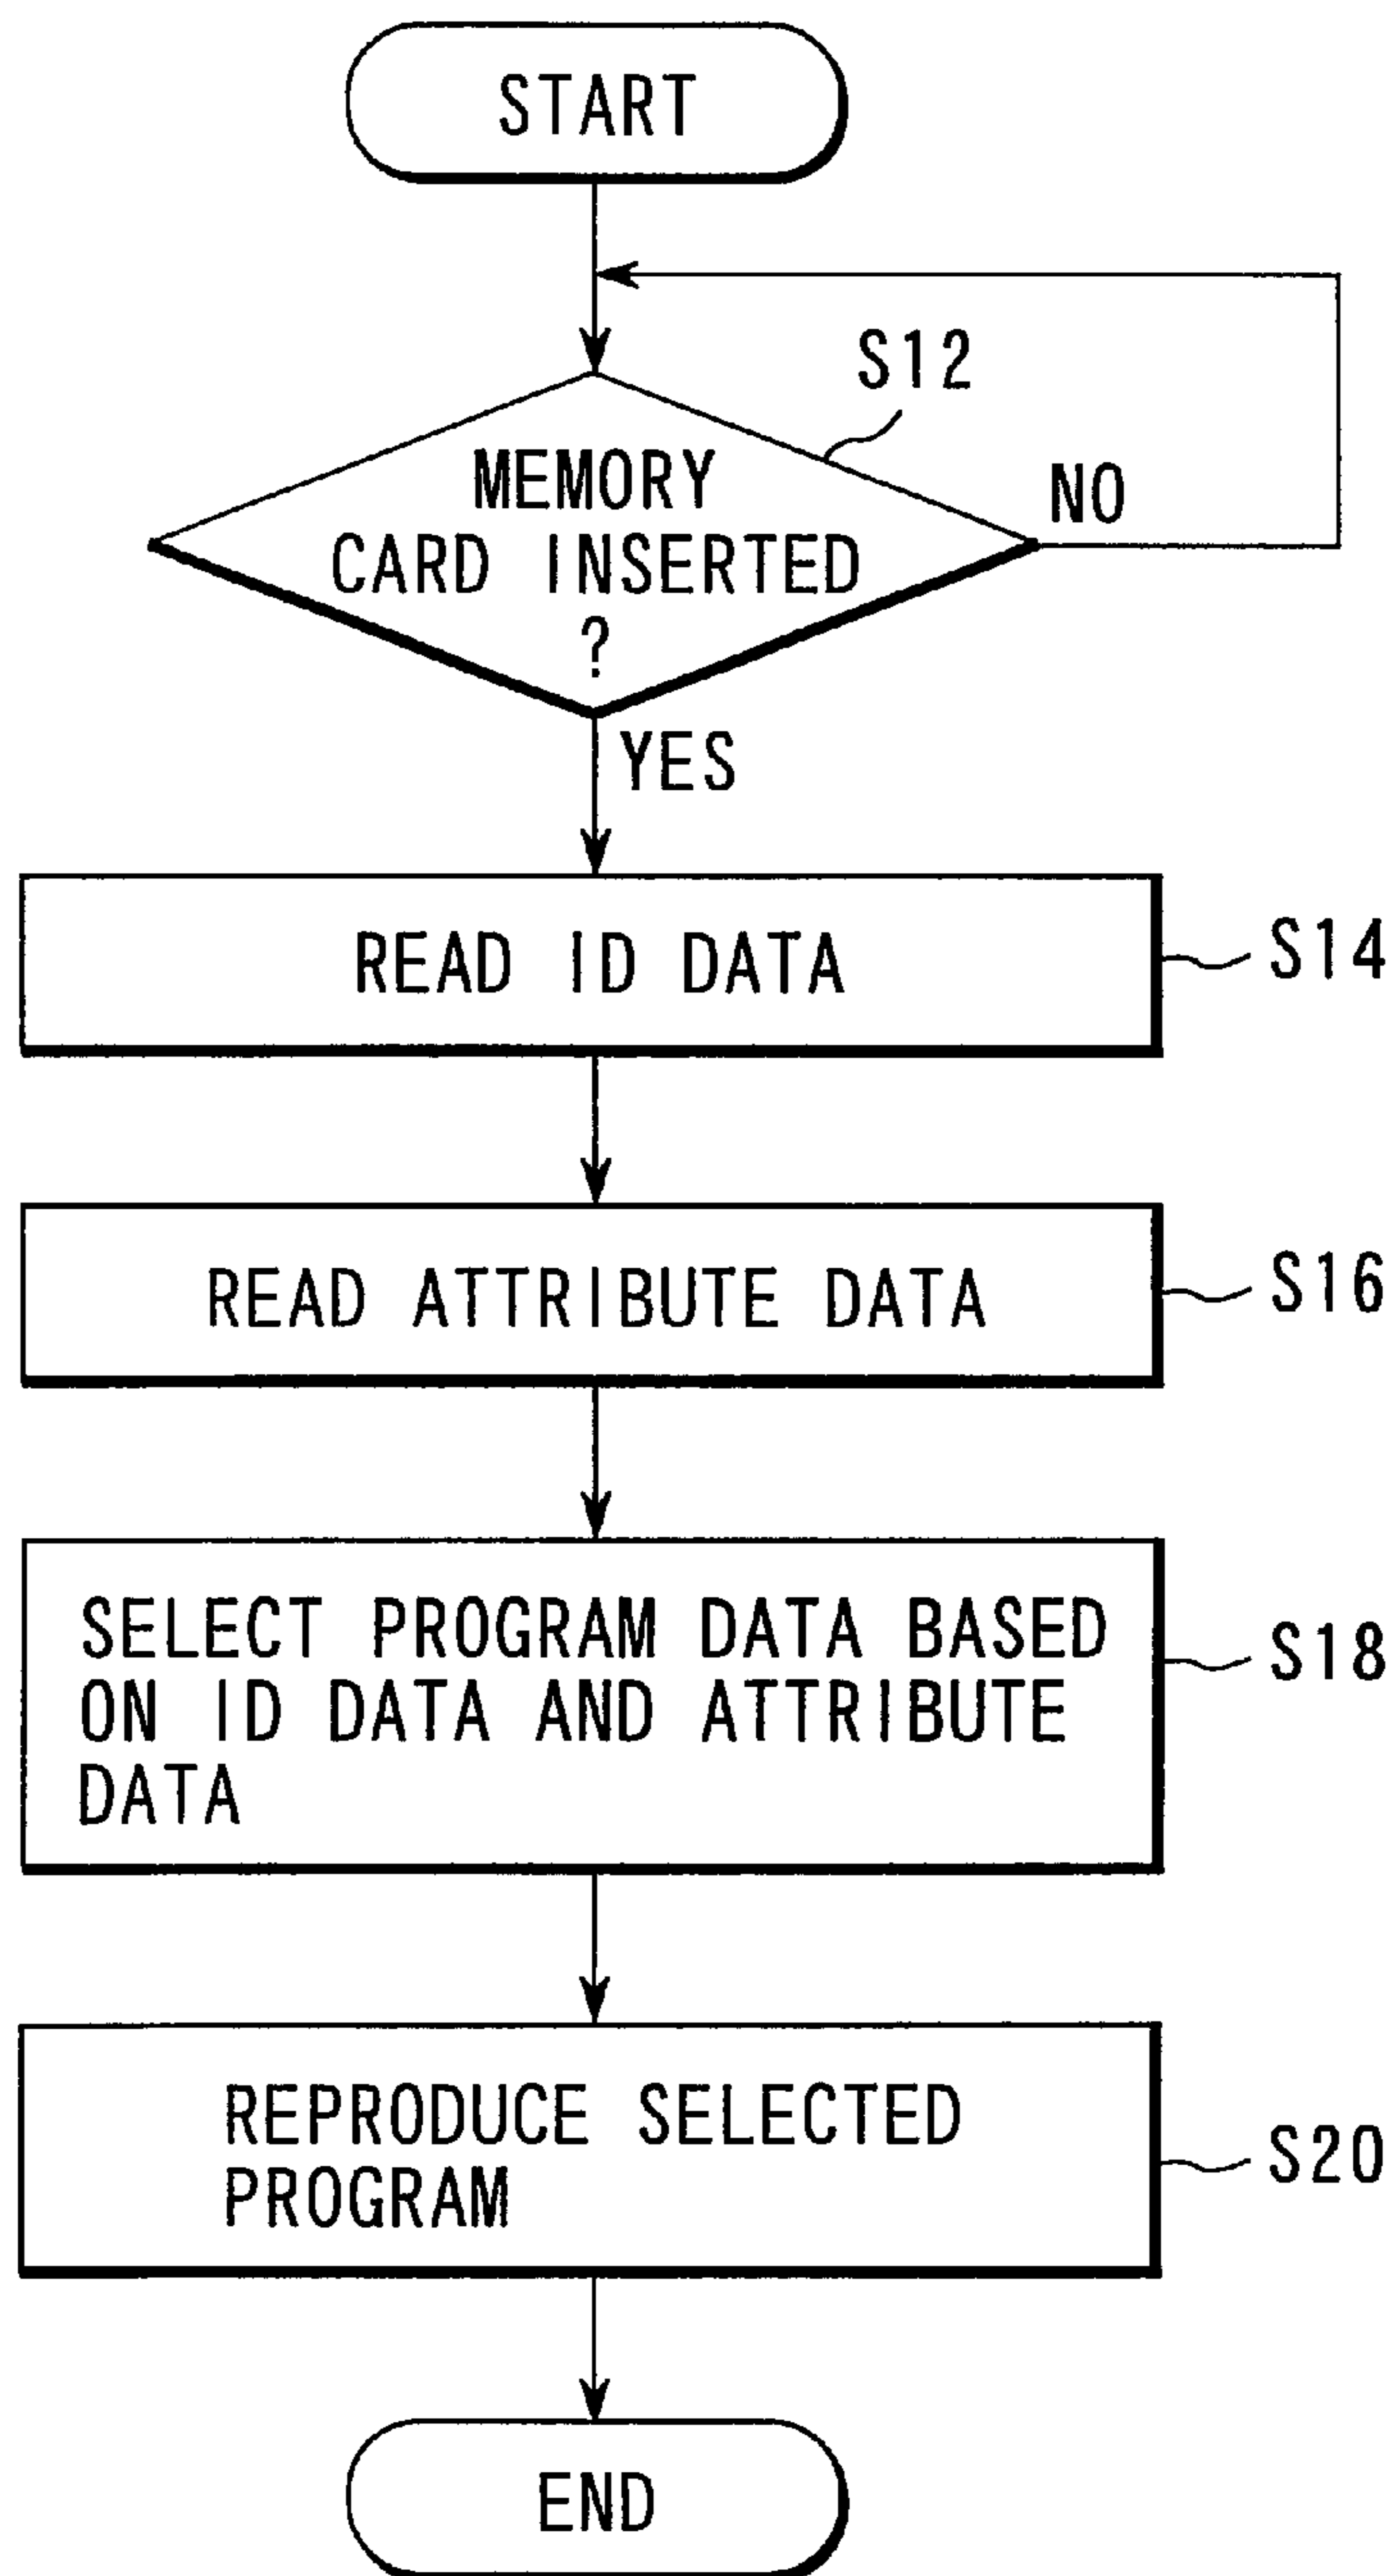 START
S12
MEMORY
CARD INSERTED
?
NO
YES
READ ID DATA
S14
READ ATTRIBUTE DATA
S16
SELECT PROGRAM DATA BASED
ON ID DATA AND ATTRIBUTE
DATA
S18
REPRODUCE SELECTED
PROGRAM
S20
END